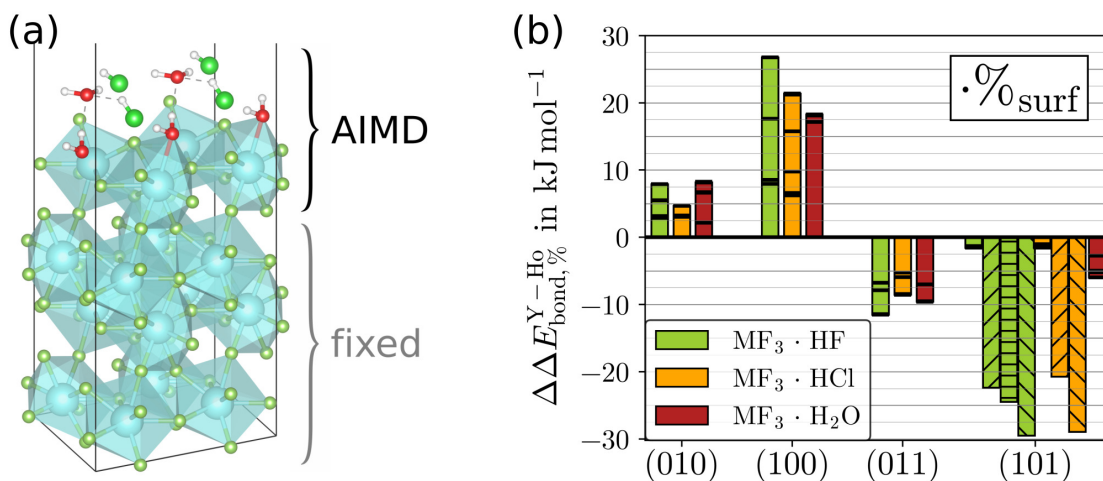 (a)
AIMD
fixed
(b)
ΔΔE^{Y−Ho}_{bond,%} in kJ mol⁻¹
30
20
10
0
−10
−20
−30
·%surf
MF₃ · HF
MF₃ · HCl
MF₃ · H₂O
(010)
(100)
(011)
(101)